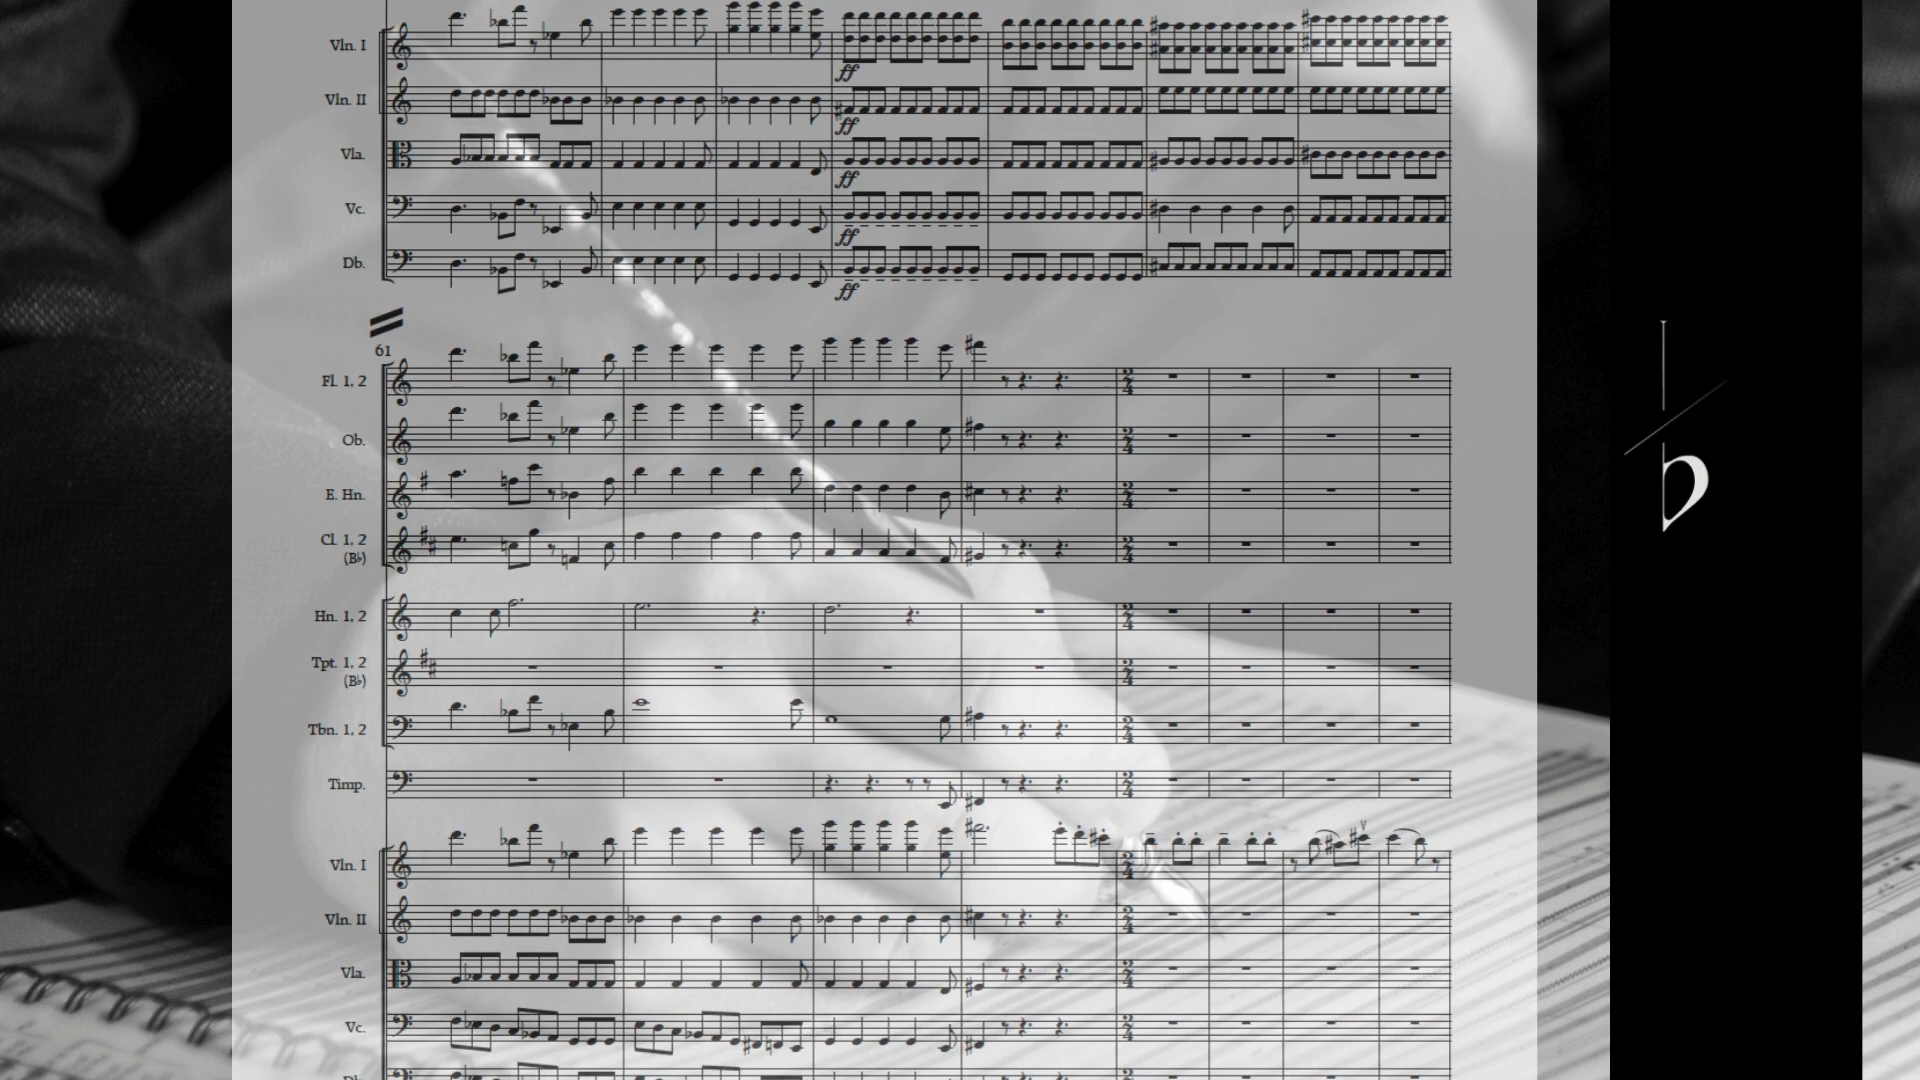 Vln. I
Vln. II
Vla.
Vc.
Db.
ff
ff
ff
ff
ff
61
Fl. 1, 2
Ob.
E. Hn.
Cl. 1, 2
(B♭)
Hn. 1, 2
Tpt. 1, 2
(B♭)
Tbn. 1, 2
Timp.
Vln. I
Vln. II
Vla.
Vc.
Db.